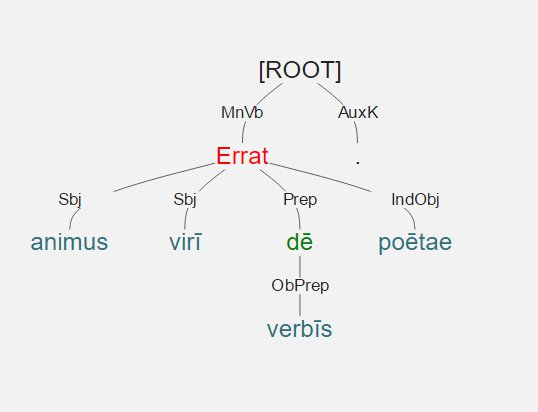 [ROOT]
MnVb AuxK
Errat .
Sbj Sbj Prep IndObj
animus virī dē poētae
ObPrep
verbīs